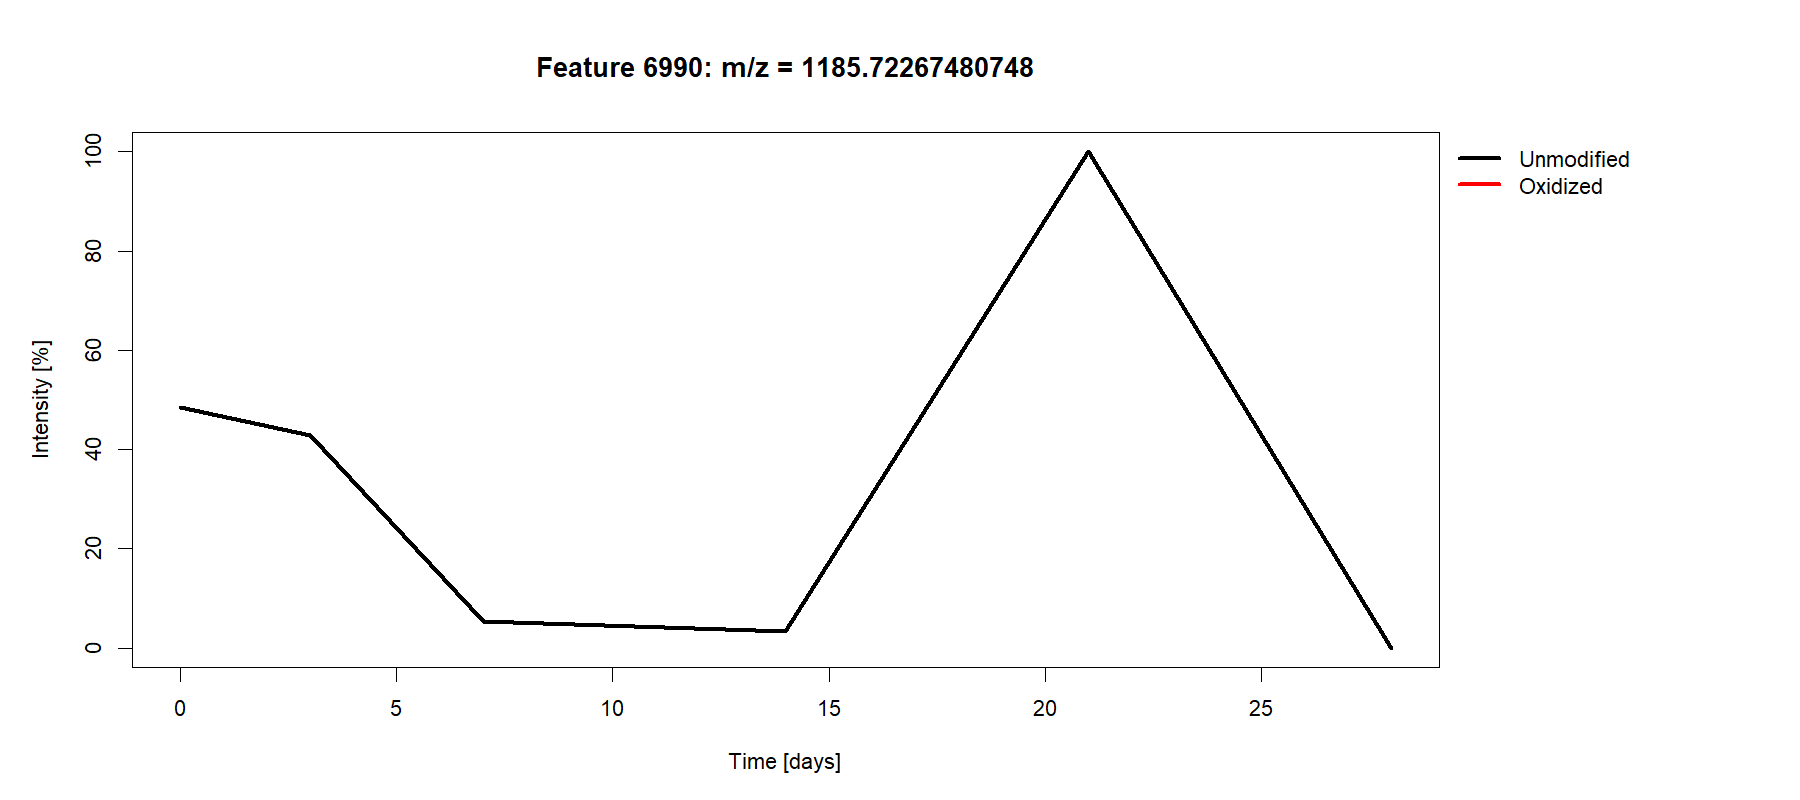 Feature 6990: m/z = 1185.72267480748
Unmodified
Oxidized
Intensity [%]
100
80
60
40
20
0
0 5 10 15 20 25
Time [days]